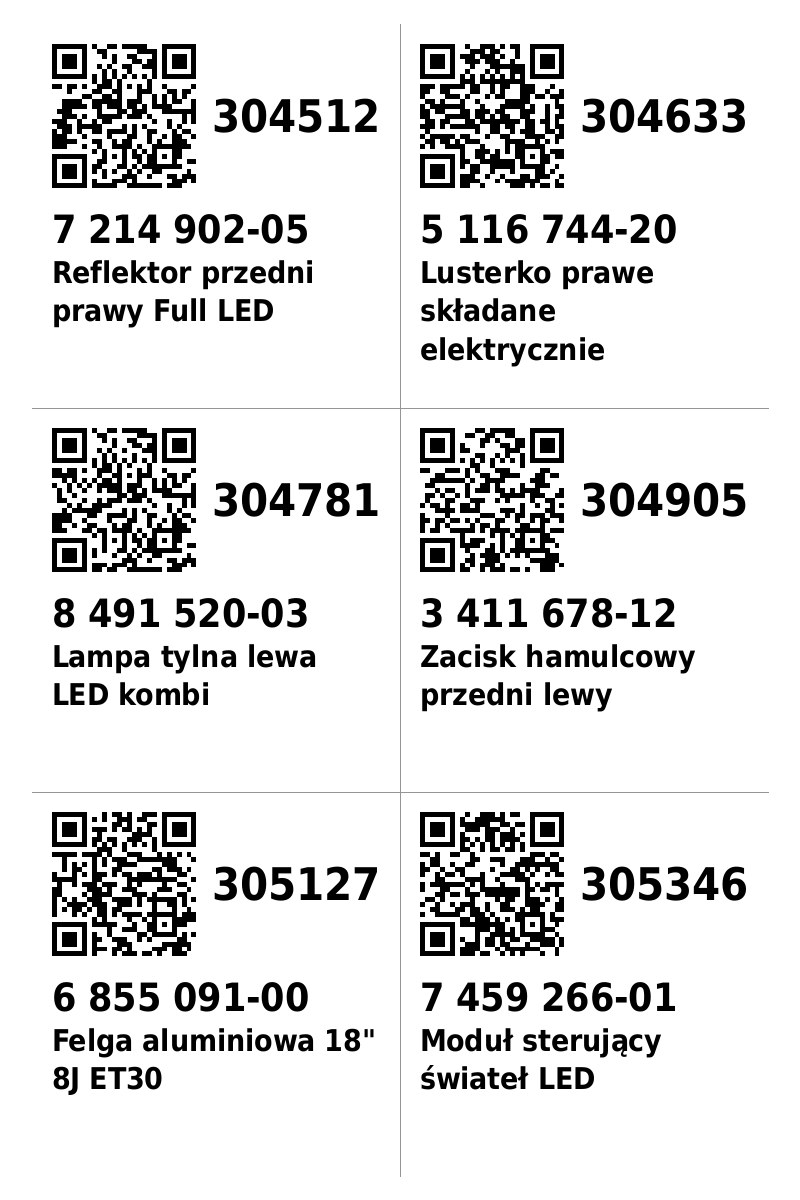 304512
7 214 902-05
Reflektor przedni
prawy Full LED
304633
5 116 744-20
Lusterko prawe
składane
elektrycznie
304781
8 491 520-03
Lampa tylna lewa
LED kombi
304905
3 411 678-12
Zacisk hamulcowy
przedni lewy
305127
6 855 091-00
Felga aluminiowa 18"
8J ET30
305346
7 459 266-01
Moduł sterujący
świateł LED